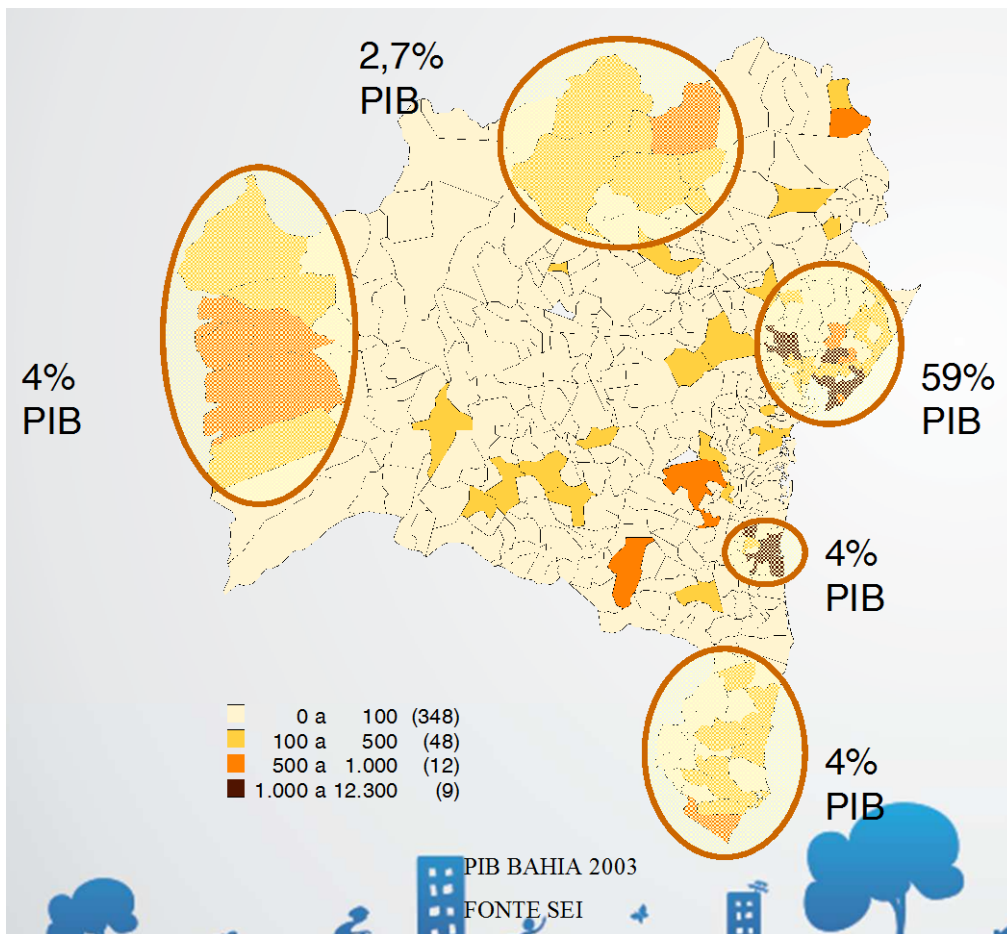 2,7%
PIB
4%
PIB
59%
PIB
4%
PIB
4%
PIB
0 a 100 (348)
100 a 500 (48)
500 a 1.000 (12)
1.000 a 12.300 (9)
PIB BAHIA 2003
FONTE SEI